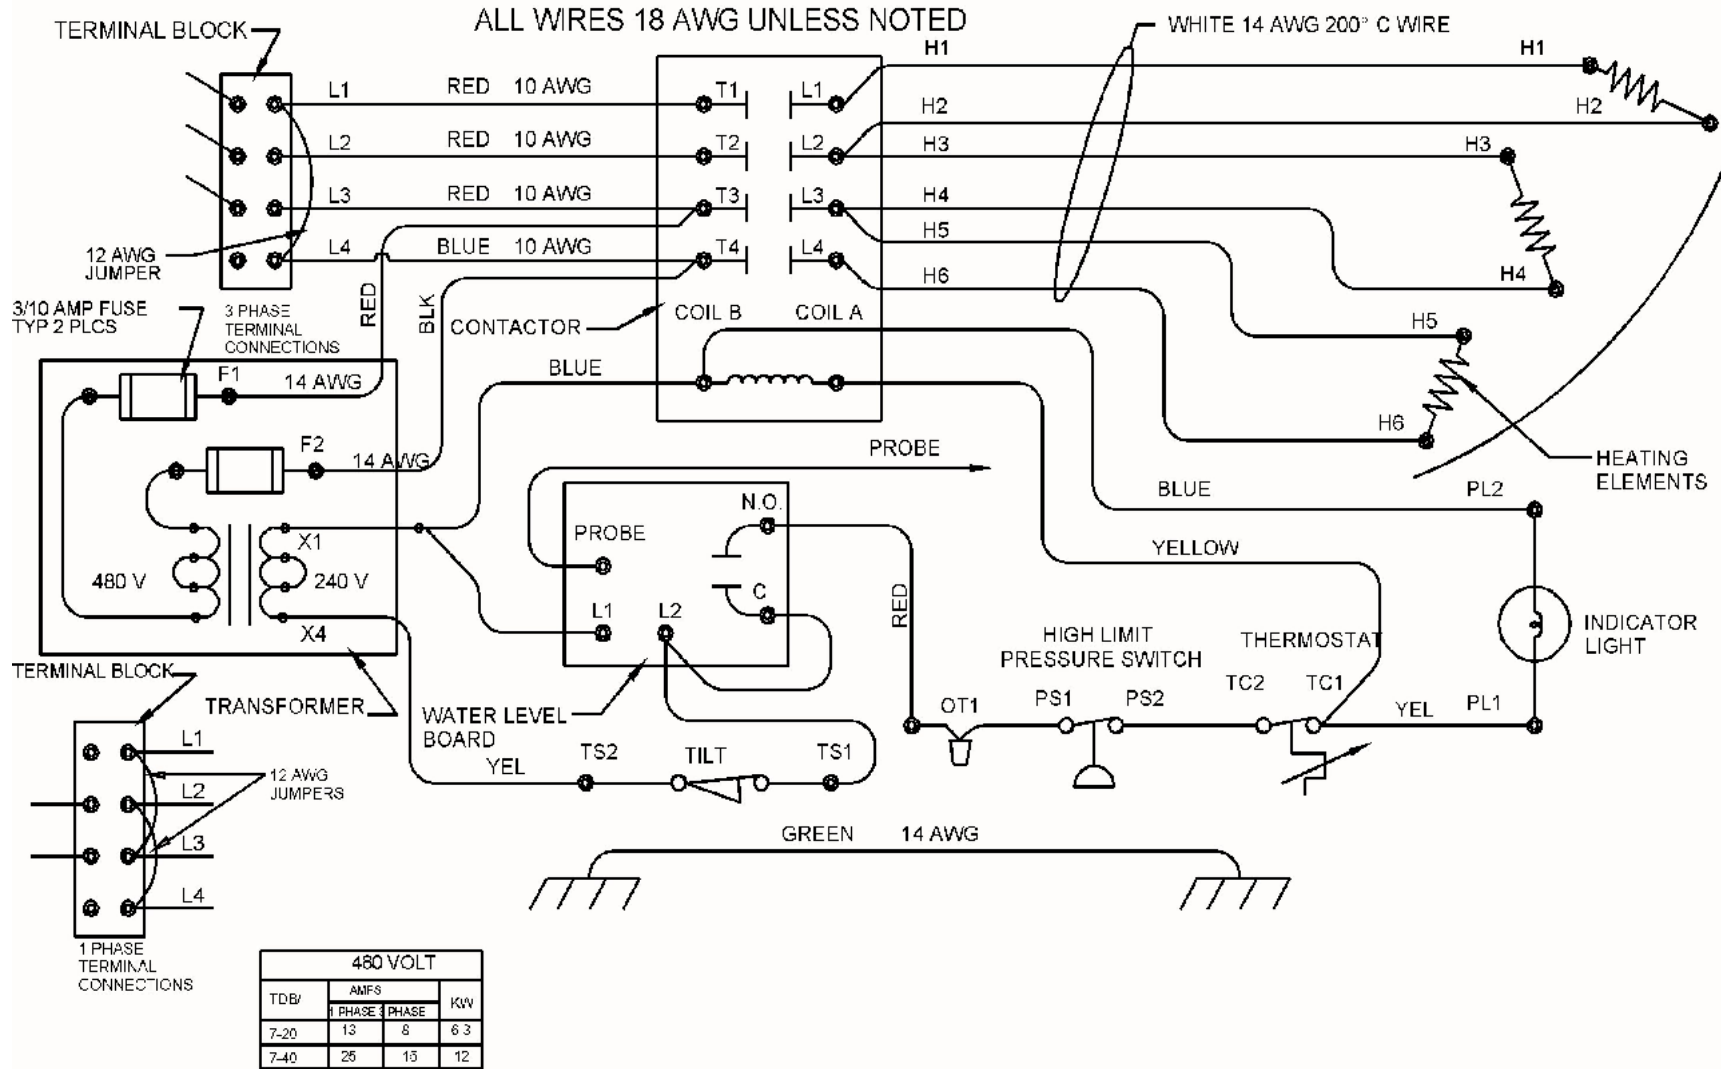 ALL WIRES 18 AWG UNLESS NOTED
TERMINAL BLOCK
WHITE 14 AWG 200° C WIRE
L1 RED 10 AWG
L2 RED 10 AWG
L3 RED 10 AWG
L4 BLUE 10 AWG
12 AWG
JUMPER
3 PHASE
TERMINAL
CONNECTIONS
T1 L1
T2 L2
T3 L3
T4 L4
COIL B COIL A
CONTACTOR
H1
H2
H3
H4
H5
H6
H1
H2
H3
H4
H5
H6
HEATING
ELEMENTS
3/10 AMP FUSE
TYP 2 PLCS
F1
14 AWG
RED
BLK
F2
14 AWG
480 V
X1
240 V
X4
TRANSFORMER
BLUE
PROBE
PROBE
N.O.
C
L1
L2
WATER LEVEL
BOARD
RED
BLUE
YELLOW
PL2
INDICATOR
LIGHT
PL1
YEL
HIGH LIMIT
PRESSURE SWITCH
THERMOSTAT
OT1
PS1
PS2
TC2
TC1
YEL
TS2
TILT
TS1
GREEN 14 AWG
TERMINAL BLOCK
L1
L2
L3
L4
12 AWG
JUMPERS
1 PHASE
TERMINAL
CONNECTIONS
480 VOLT
TDB/ AMPS KW
1 PHASE 3 PHASE
7-20 13 8 6.3
7-40 25 15 12